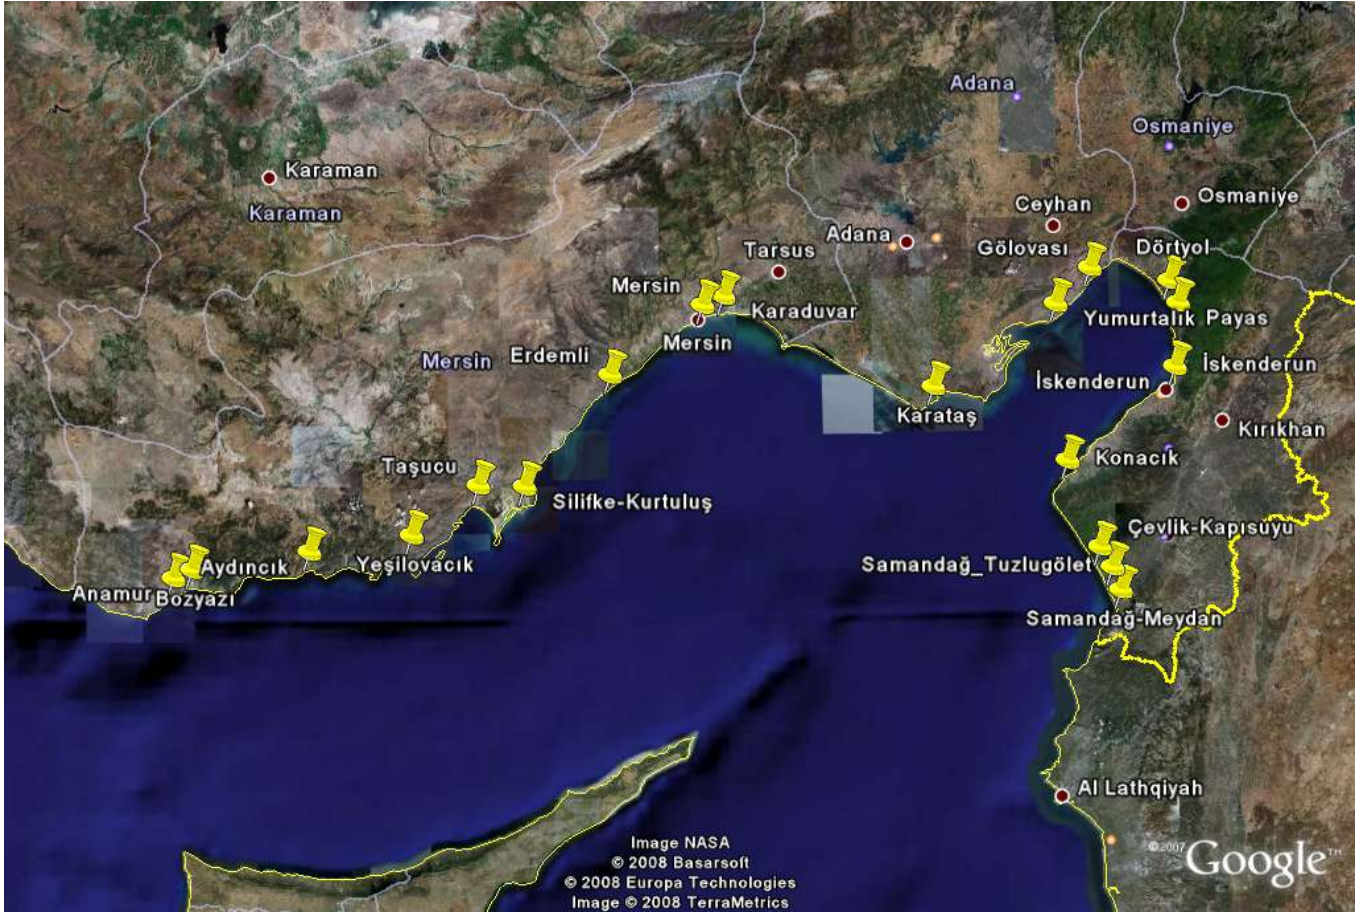 Adana
Osmaniye
Karaman
Karaman
Osmaniye
Ceyhan
Adana
Gölovası
Dörtyol
Tarsus
Mersin
Karaduvar
Yumurtalık
Payas
Mersin
Mersin
Erdemli
İskenderun
İskenderun
Karataş
Kırıkhan
Konacık
Taşucu
Silifke-Kurtuluş
Çevlik-Kapısuyu
Samandağ_Tuzlugölet
Aydıncık
Yeşilovacık
Anamur
Bozyazı
Samandağ-Meydan
Al Lathqiyah
Image NASA
© 2008 Basarsoft
© 2008 Europa Technologies
Image © 2008 TerraMetrics
©2007 Google™